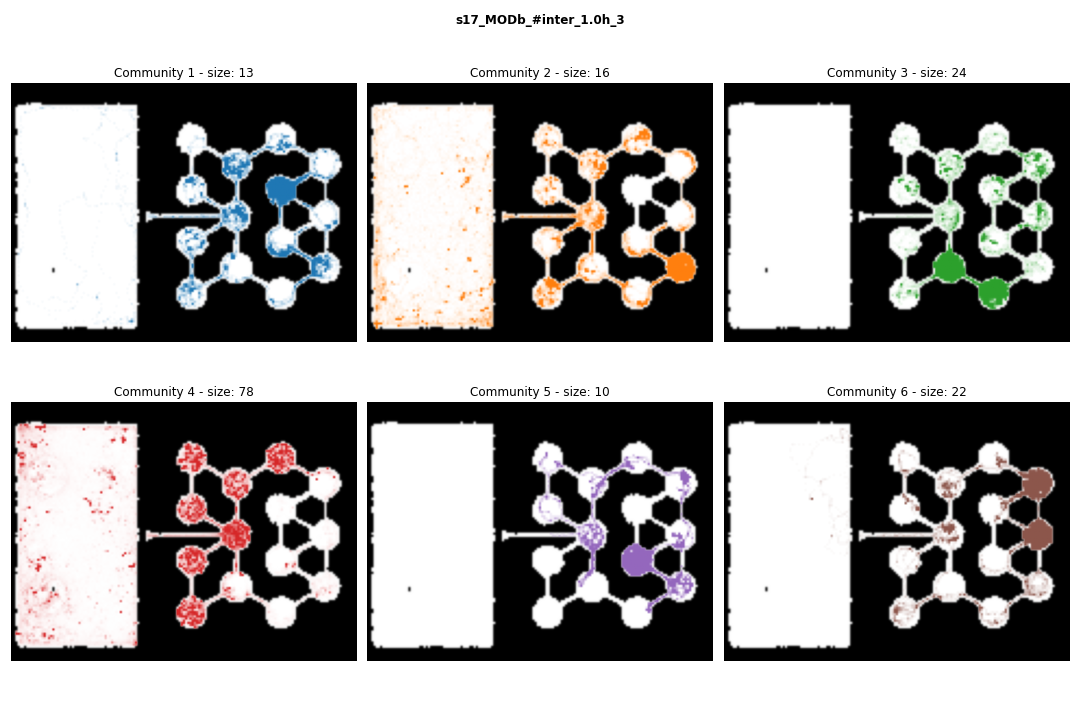 s17_MODb_#inter_1.0h_3
Community 1 - size: 13
Community 2 - size: 16
Community 3 - size: 24
Community 4 - size: 78
Community 5 - size: 10
Community 6 - size: 22